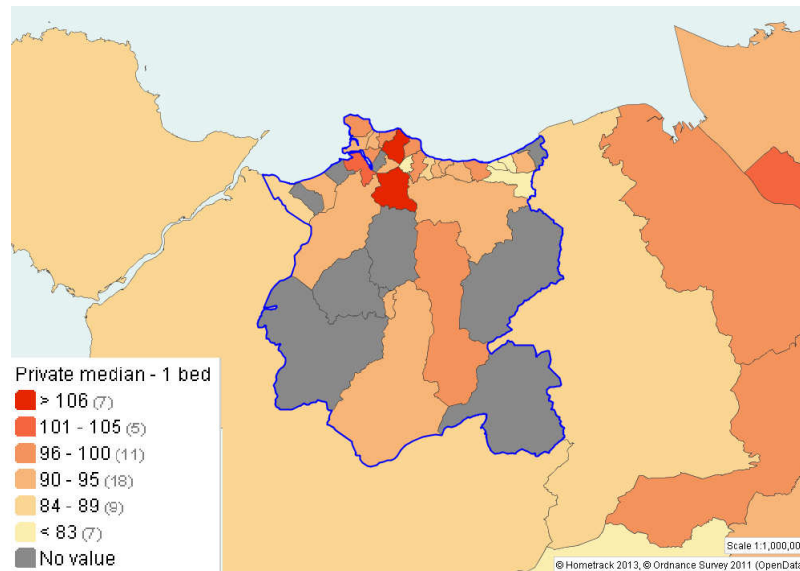 Private median - 1 bed
> 106 (7)
101 - 105 (5)
96 - 100 (11)
90 - 95 (18)
84 - 89 (9)
< 83 (7)
No value
Scale 1:1,000,00
© Hometrack 2013, © Ordnance Survey 2011 (OpenData